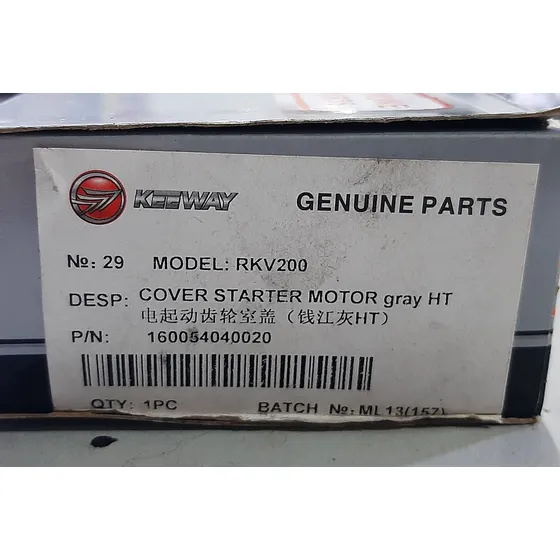 KEEWAY
GENUINE PARTS
№: 29 MODEL: RKV200
DESP: COVER STARTER MOTOR gray HT
电起动齿轮室盖（钱江灰HT）
P/N: 160054040020
QTY: 1PC BATCH №: ML13(157)